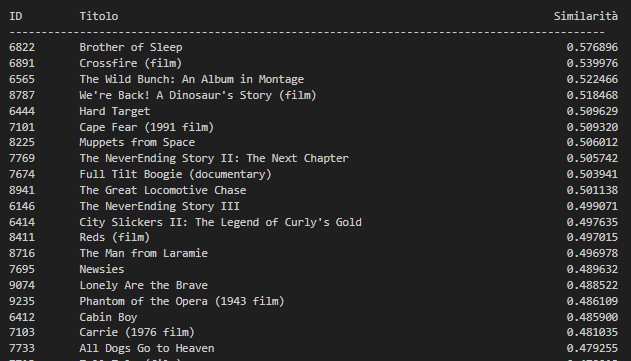 ID Titolo Similarità
--------------------------------------------------------------------------------------------
6822 Brother of Sleep 0.576896
6891 Crossfire (film) 0.539976
6565 The Wild Bunch: An Album in Montage 0.522466
8787 We're Back! A Dinosaur's Story (film) 0.518468
6444 Hard Target 0.509629
7101 Cape Fear (1991 film) 0.509320
8225 Muppets from Space 0.506012
7769 The NeverEnding Story II: The Next Chapter 0.505742
7674 Full Tilt Boogie (documentary) 0.503941
8941 The Great Locomotive Chase 0.501138
6146 The NeverEnding Story III 0.499071
6414 City Slickers II: The Legend of Curly's Gold 0.497635
8411 Reds (film) 0.497015
8716 The Man from Laramie 0.496978
7695 Newsies 0.489632
9074 Lonely Are the Brave 0.488522
9235 Phantom of the Opera (1943 film) 0.486109
6412 Cabin Boy 0.485900
7103 Carrie (1976 film) 0.481035
7733 All Dogs Go to Heaven 0.479255